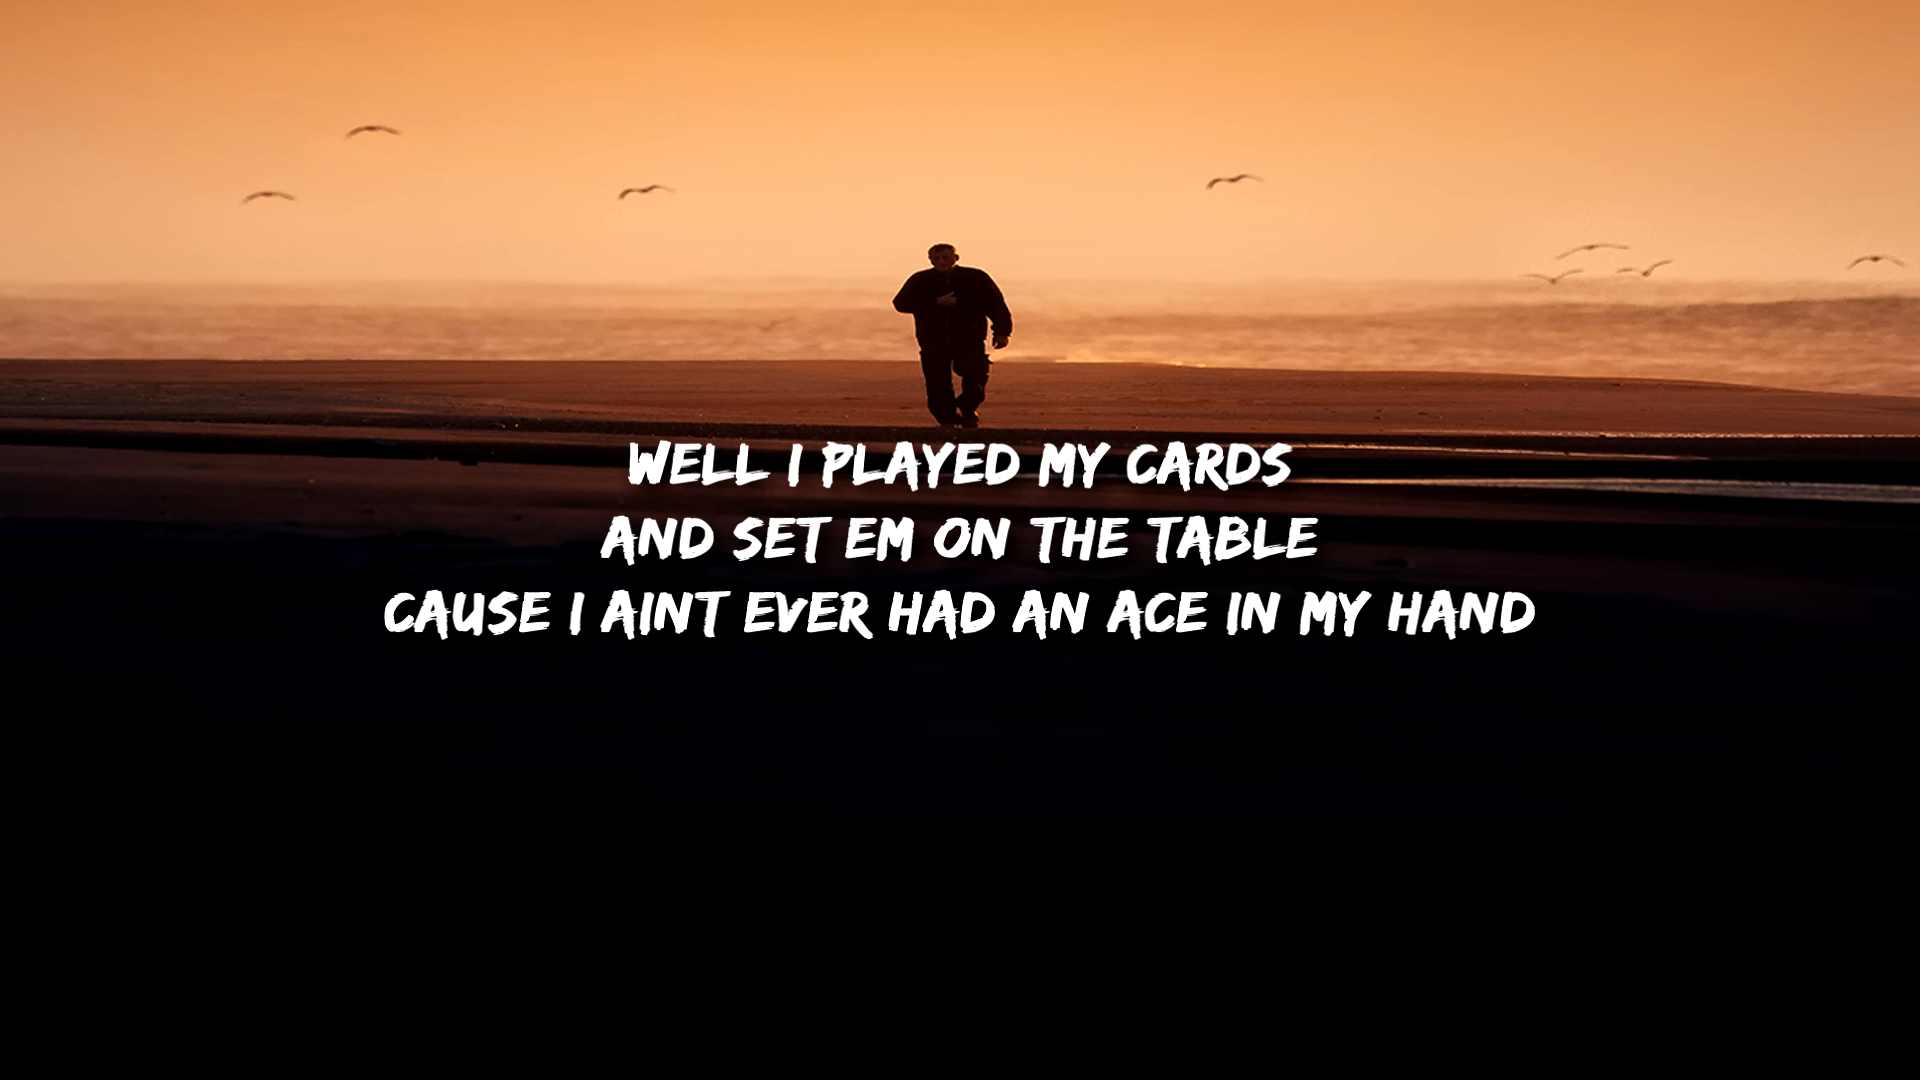 WELL I PLAYED MY CARDS
AND SET EM ON THE TABLE
CAUSE I AINT EVER HAD AN ACE IN MY HAND